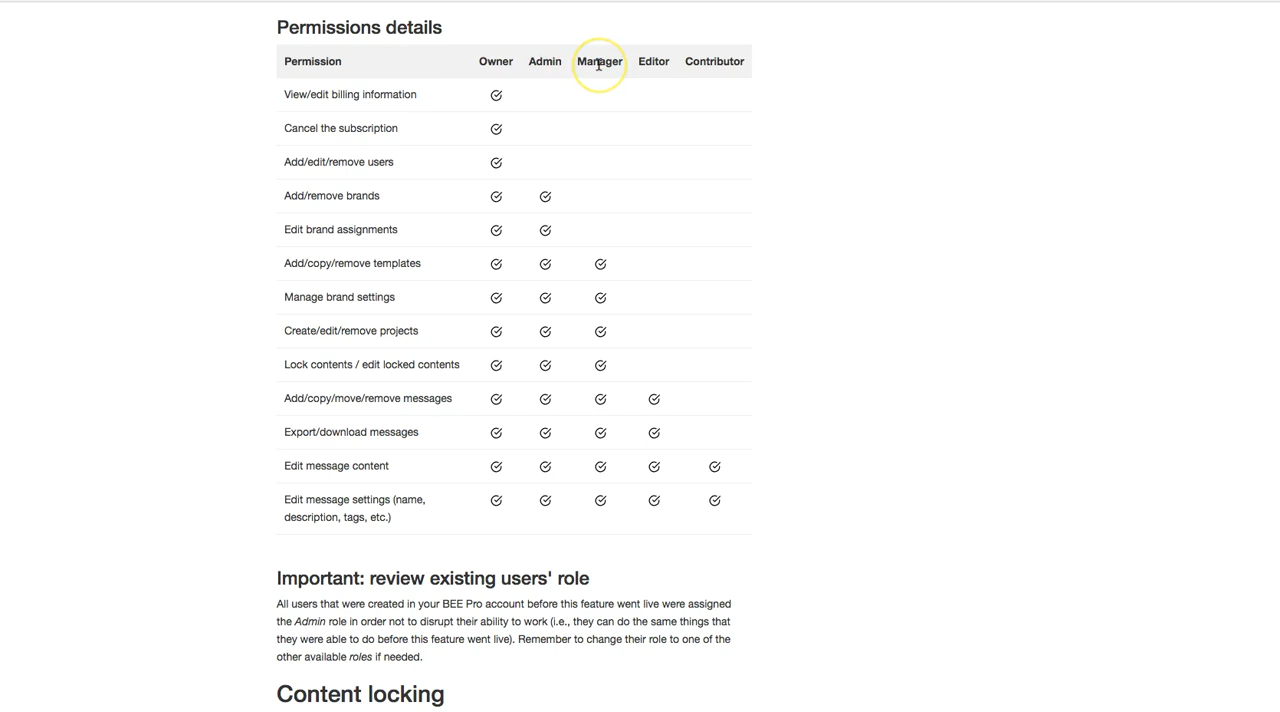 Permissions details
Permission Owner Admin Manager Editor Contributor
View/edit billing information
Cancel the subscription
Add/edit/remove users
Add/remove brands
Edit brand assignments
Add/copy/remove templates
Manage brand settings
Create/edit/remove projects
Lock contents / edit locked contents
Add/copy/move/remove messages
Export/download messages
Edit message content
Edit message settings (name,
description, tags, etc.)
Important: review existing users' role
All users that were created in your BEE Pro account before this feature went live were assigned
the Admin role in order not to disrupt their ability to work (i.e., they can do the same things that
they were able to do before this feature went live). Remember to change their role to one of the
other available roles if needed.
Content locking